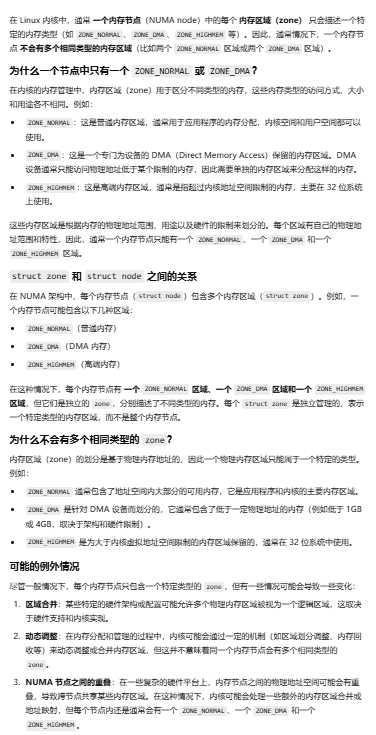 在 Linux 内核中，通常 一个内存节点（NUMA node）中的每个 内存区域（zone） 只会描述一个特
定的内存类型（如 ZONE_NORMAL 、 ZONE_DMA 、 ZONE_HIGHMEM 等）。因此，通常情况下，一个内存节
点 不会有多个相同类型的内存区域（比如两个 ZONE_NORMAL 区域或两个 ZONE_DMA 区域）。
为什么一个节点中只有一个 ZONE_NORMAL 或 ZONE_DMA？
在内核的内存管理中，内存区域（zone）用于区分不同类型的内存，这些内存类型的访问方式、大小
和用途各不相同。例如：
• ZONE_NORMAL ：这是普通内存区域，通常用于应用程序的内存分配，内核空间和用户空间都可以
使用。
• ZONE_DMA ：这是一个专门为设备的 DMA（Direct Memory Access）保留的内存区域。DMA
设备通常只能访问物理地址低于某个限制的内存，因此需要单独的内存区域来分配这样的内存。
• ZONE_HIGHMEM ：这是高端内存区域，通常是指超过内核地址空间限制的内存，主要在 32 位系统
上使用。
这些内存区域是根据内存的物理地址范围、用途以及硬件的限制来划分的。每个区域有自己的物理地
址范围和特性，因此，通常一个内存节点只能有一个 ZONE_NORMAL 、一个 ZONE_DMA 和一个
ZONE_HIGHMEM 区域。
struct zone 和 struct node 之间的关系
在 NUMA 架构中，每个内存节点（ struct node ）包含多个内存区域（ struct zone ）。例如，一
个内存节点可能包含以下几种区域：
• ZONE_NORMAL （普通内存）
• ZONE_DMA （DMA 内存）
• ZONE_HIGHMEM （高端内存）
在这种情况下，每个内存节点有 一个 ZONE_NORMAL 区域、一个 ZONE_DMA 区域和一个 ZONE_HIGHMEM
区域，但它们是独立的 zone ，分别描述了不同类型的内存。每个 struct zone 是独立管理的，表示
一个特定类型的内存区域，而不是整个内存节点。
为什么不会有多个相同类型的 zone？
内存区域（zone）的划分是基于物理内存地址的，因此一个物理内存区域只能属于一个特定的类型。
例如：
• ZONE_NORMAL 通常包含了地址空间内大部分的可用内存，它是应用程序和内核的主要内存区域。
• ZONE_DMA 是针对 DMA 设备而划分的，它通常包含了低于一定物理地址的内存（例如低于 1GB
或 4GB，取决于架构和硬件限制）。
• ZONE_HIGHMEM 是为大于内核虚拟地址空间限制的内存区域保留的，通常在 32 位系统中使用。
可能的例外情况
尽管一般情况下，每个内存节点只包含一个特定类型的 zone ，但有一些情况可能会导致一些变化：
1. 区域合并：某些特定的硬件架构或配置可能允许多个物理内存区域被视为一个逻辑区域，这取决
于硬件支持和内核实现。
2. 动态调整：在内存分配和管理的过程中，内核可能会通过一定的机制（如区域划分调整、内存回
收等）来动态调整或合并内存区域，但这并不意味着同一个内存节点会有多个相同类型的
zone 。
3. NUMA 节点之间的重叠：在一些复杂的硬件平台上，内存节点之间的物理地址空间可能会有重
叠，导致跨节点共享某些内存区域。在这种情况下，内核可能会处理一些额外的内存区域合并或
地址映射，但每个节点内还是通常会有一个 ZONE_NORMAL 、一个 ZONE_DMA 和一个
ZONE_HIGHMEM 。